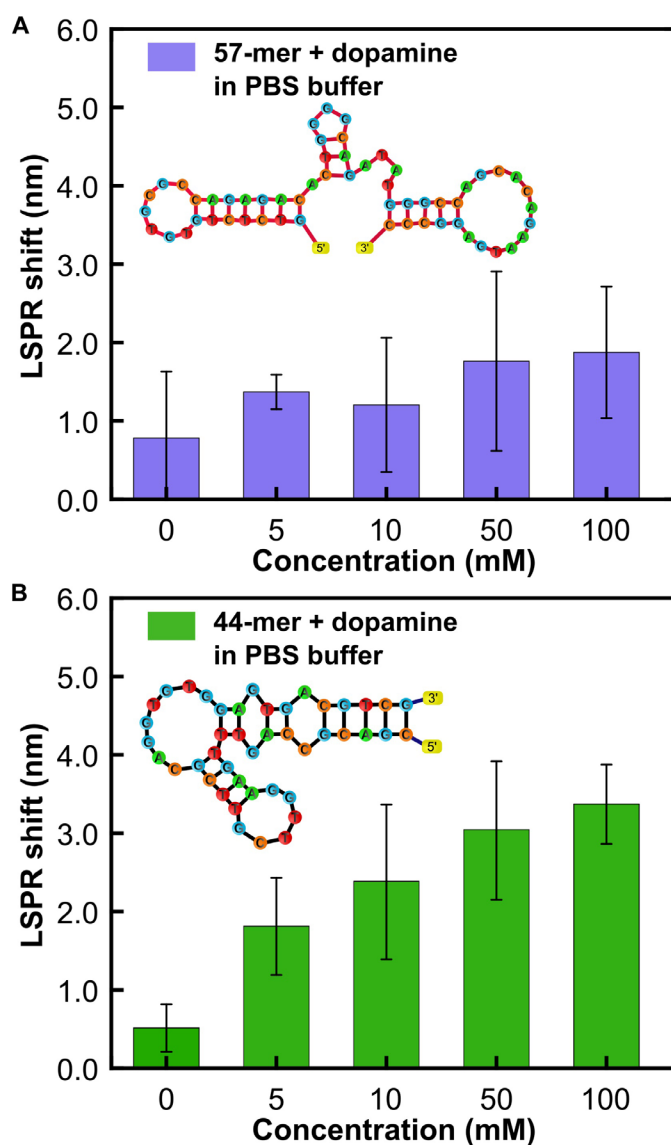 A
6.0
5.0
4.0
3.0
2.0
1.0
0.0
LSPR shift (nm)
57-mer + dopamine
in PBS buffer
5'
3'
0
5
10
50
100
Concentration (mM)
B
6.0
5.0
4.0
3.0
2.0
1.0
0.0
LSPR shift (nm)
44-mer + dopamine
in PBS buffer
3'
5'
0
5
10
50
100
Concentration (mM)